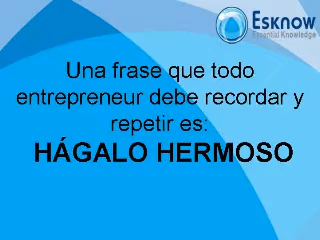 Esknow
Essential Knowledge
Una frase que todo
entrepreneur debe recordar y
repetir es:
HÁGALO HERMOSO